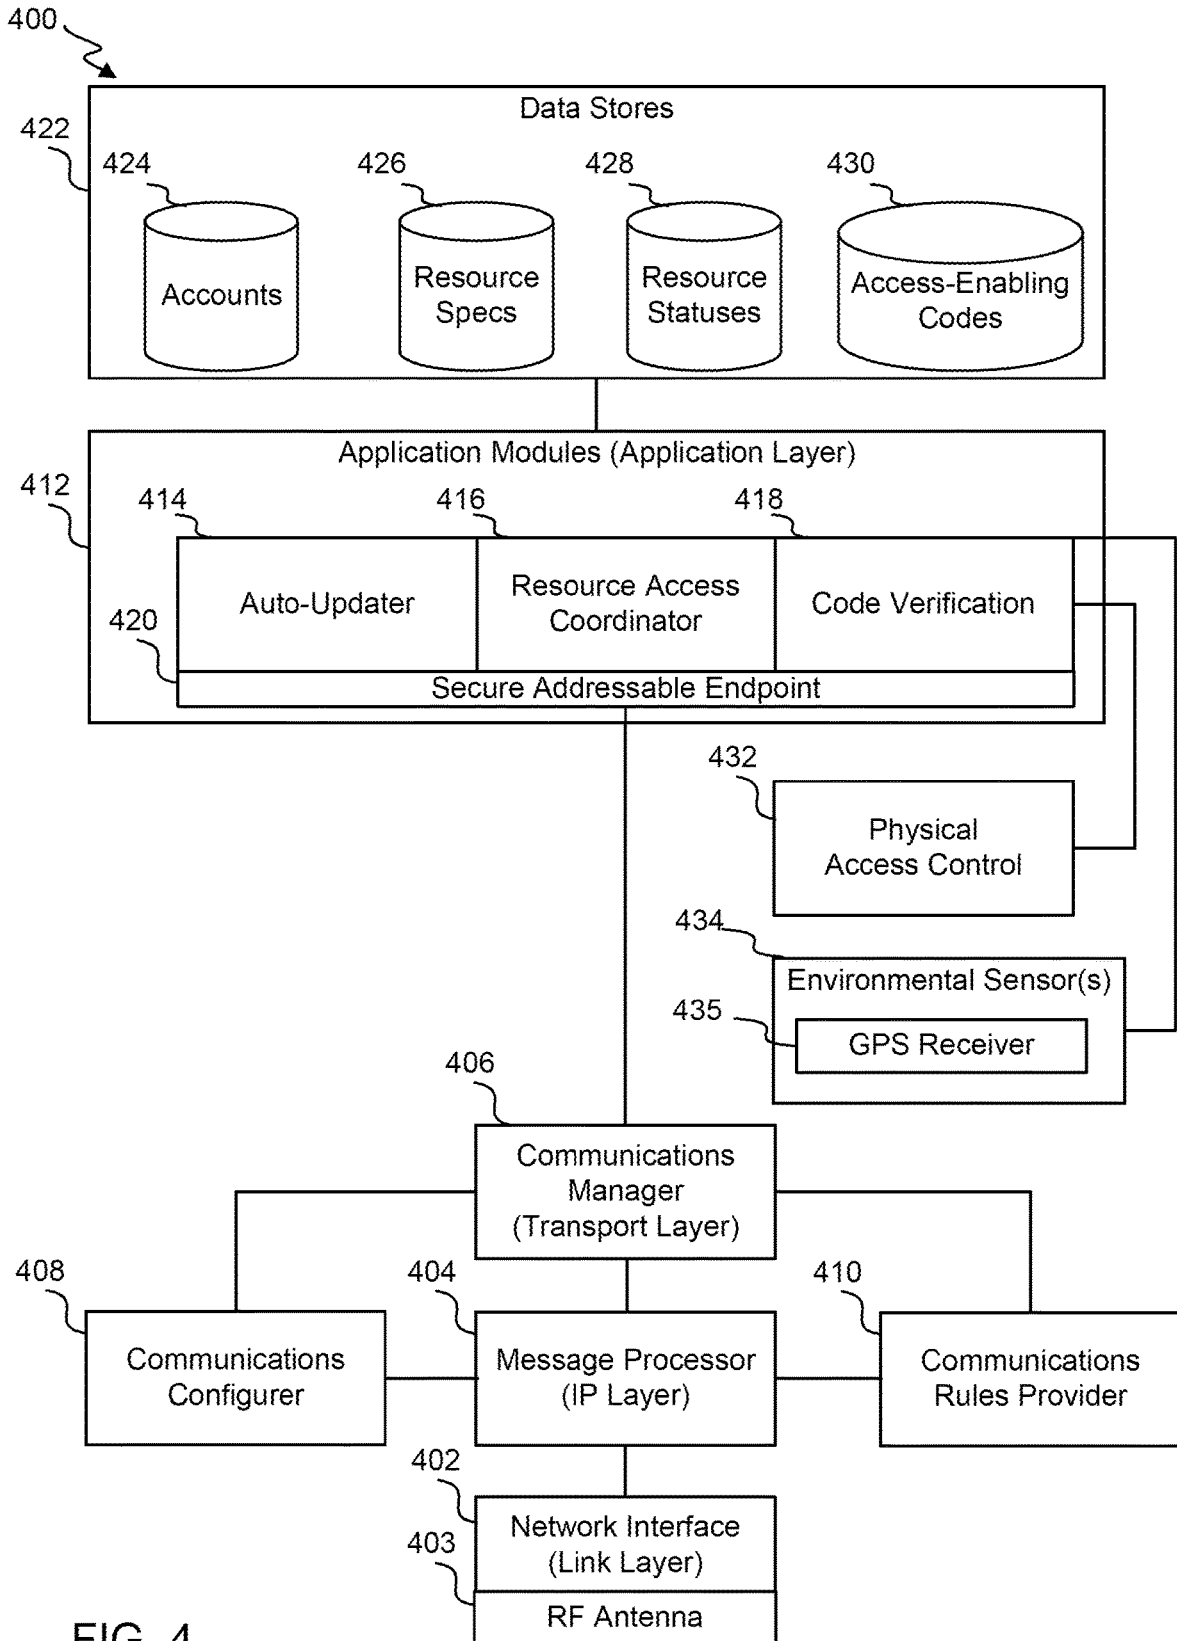 400
Data Stores
422
424
426
428
430
Accounts
Resource
Specs
Resource
Statuses
Access-Enabling
Codes
Application Modules (Application Layer)
412
414
416
418
Auto-Updater
Resource Access
Coordinator
Code Verification
420
Secure Addressable Endpoint
432
Physical
Access Control
434
Environmental Sensor(s)
435
GPS Receiver
406
Communications
Manager
(Transport Layer)
408
404
410
Communications
Configurer
Message Processor
(IP Layer)
Communications
Rules Provider
402
Network Interface
(Link Layer)
403
RF Antenna
FIG. 4